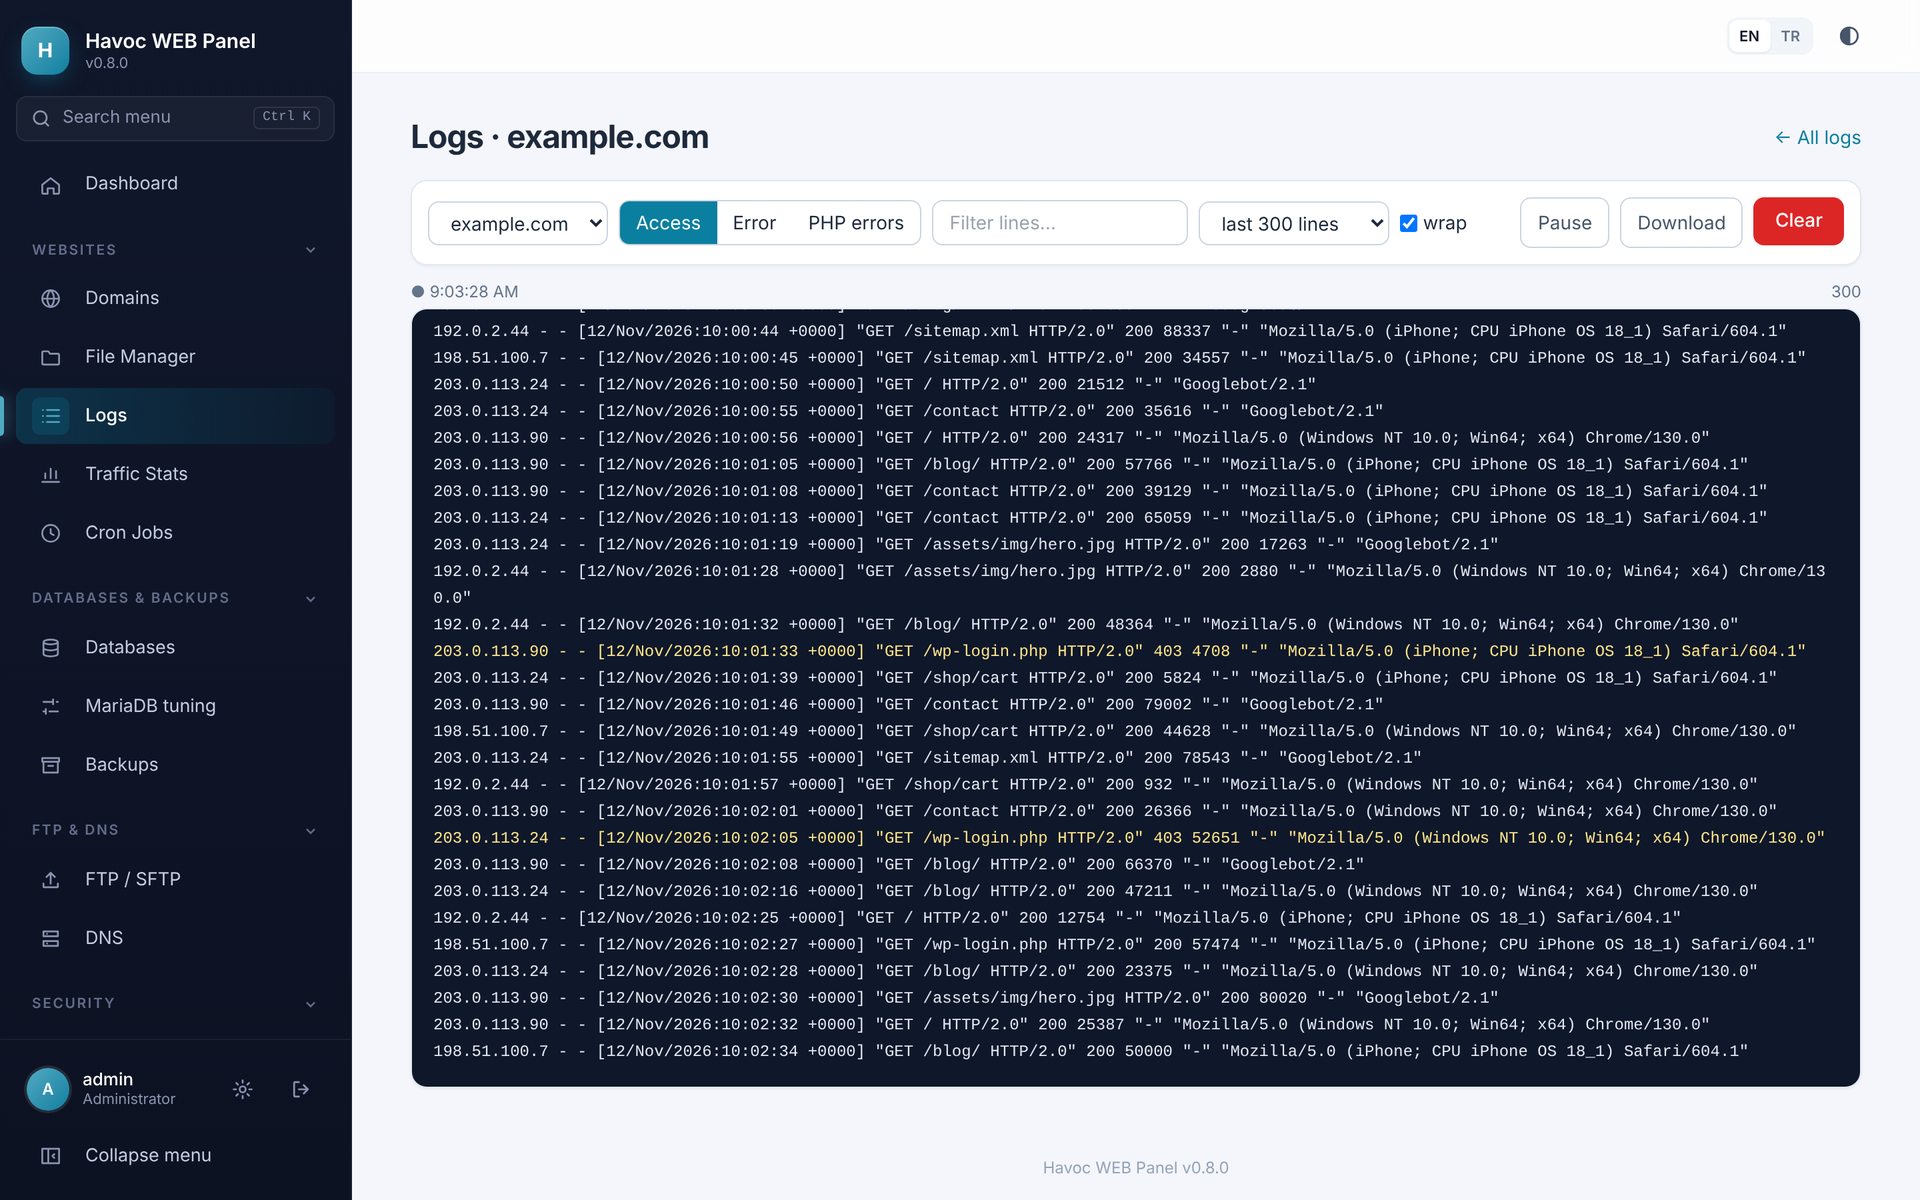 H
Havoc WEB Panel
v0.8.0
Search menu
Ctrl K
Dashboard
WEBSITES
Domains
File Manager
Logs
Traffic Stats
Cron Jobs
DATABASES & BACKUPS
Databases
MariaDB tuning
Backups
FTP & DNS
FTP / SFTP
DNS
SECURITY
A
admin
Administrator
Collapse menu
EN TR
Logs · example.com
← All logs
example.com
Access Error PHP errors
Filter lines...
last 300 lines
wrap
Pause
Download
Clear
9:03:28 AM
300
192.0.2.44 - - [12/Nov/2026:10:00:44 +0000] "GET /sitemap.xml HTTP/2.0" 200 88337 "-" "Mozilla/5.0 (iPhone; CPU iPhone OS 18_1) Safari/604.1"
198.51.100.7 - - [12/Nov/2026:10:00:45 +0000] "GET /sitemap.xml HTTP/2.0" 200 34557 "-" "Mozilla/5.0 (iPhone; CPU iPhone OS 18_1) Safari/604.1"
203.0.113.24 - - [12/Nov/2026:10:00:50 +0000] "GET / HTTP/2.0" 200 21512 "-" "Googlebot/2.1"
203.0.113.24 - - [12/Nov/2026:10:00:55 +0000] "GET /contact HTTP/2.0" 200 35616 "-" "Googlebot/2.1"
203.0.113.90 - - [12/Nov/2026:10:00:56 +0000] "GET / HTTP/2.0" 200 24317 "-" "Mozilla/5.0 (Windows NT 10.0; Win64; x64) Chrome/130.0"
203.0.113.90 - - [12/Nov/2026:10:01:05 +0000] "GET /blog/ HTTP/2.0" 200 57766 "-" "Mozilla/5.0 (iPhone; CPU iPhone OS 18_1) Safari/604.1"
203.0.113.90 - - [12/Nov/2026:10:01:08 +0000] "GET /contact HTTP/2.0" 200 39129 "-" "Mozilla/5.0 (iPhone; CPU iPhone OS 18_1) Safari/604.1"
203.0.113.24 - - [12/Nov/2026:10:01:13 +0000] "GET /contact HTTP/2.0" 200 65059 "-" "Mozilla/5.0 (iPhone; CPU iPhone OS 18_1) Safari/604.1"
203.0.113.24 - - [12/Nov/2026:10:01:19 +0000] "GET /assets/img/hero.jpg HTTP/2.0" 200 17263 "-" "Googlebot/2.1"
192.0.2.44 - - [12/Nov/2026:10:01:28 +0000] "GET /assets/img/hero.jpg HTTP/2.0" 200 2880 "-" "Mozilla/5.0 (Windows NT 10.0; Win64; x64) Chrome/13
0.0"
192.0.2.44 - - [12/Nov/2026:10:01:32 +0000] "GET /blog/ HTTP/2.0" 200 48364 "-" "Mozilla/5.0 (Windows NT 10.0; Win64; x64) Chrome/130.0"
203.0.113.90 - - [12/Nov/2026:10:01:33 +0000] "GET /wp-login.php HTTP/2.0" 403 4708 "-" "Mozilla/5.0 (iPhone; CPU iPhone OS 18_1) Safari/604.1"
203.0.113.24 - - [12/Nov/2026:10:01:39 +0000] "GET /shop/cart HTTP/2.0" 200 5824 "-" "Mozilla/5.0 (iPhone; CPU iPhone OS 18_1) Safari/604.1"
203.0.113.90 - - [12/Nov/2026:10:01:46 +0000] "GET /contact HTTP/2.0" 200 79002 "-" "Googlebot/2.1"
198.51.100.7 - - [12/Nov/2026:10:01:49 +0000] "GET /shop/cart HTTP/2.0" 200 44628 "-" "Mozilla/5.0 (Windows NT 10.0; Win64; x64) Chrome/130.0"
203.0.113.24 - - [12/Nov/2026:10:01:55 +0000] "GET /sitemap.xml HTTP/2.0" 200 78543 "-" "Googlebot/2.1"
192.0.2.44 - - [12/Nov/2026:10:01:57 +0000] "GET /shop/cart HTTP/2.0" 200 932 "-" "Mozilla/5.0 (Windows NT 10.0; Win64; x64) Chrome/130.0"
203.0.113.90 - - [12/Nov/2026:10:02:01 +0000] "GET /contact HTTP/2.0" 200 26366 "-" "Mozilla/5.0 (Windows NT 10.0; Win64; x64) Chrome/130.0"
203.0.113.24 - - [12/Nov/2026:10:02:05 +0000] "GET /wp-login.php HTTP/2.0" 403 52651 "-" "Mozilla/5.0 (Windows NT 10.0; Win64; x64) Chrome/130.0"
203.0.113.90 - - [12/Nov/2026:10:02:08 +0000] "GET /blog/ HTTP/2.0" 200 66370 "-" "Googlebot/2.1"
203.0.113.24 - - [12/Nov/2026:10:02:16 +0000] "GET /blog/ HTTP/2.0" 200 47211 "-" "Mozilla/5.0 (Windows NT 10.0; Win64; x64) Chrome/130.0"
192.0.2.44 - - [12/Nov/2026:10:02:25 +0000] "GET / HTTP/2.0" 200 12754 "-" "Mozilla/5.0 (iPhone; CPU iPhone OS 18_1) Safari/604.1"
198.51.100.7 - - [12/Nov/2026:10:02:27 +0000] "GET /wp-login.php HTTP/2.0" 200 57474 "-" "Mozilla/5.0 (iPhone; CPU iPhone OS 18_1) Safari/604.1"
203.0.113.24 - - [12/Nov/2026:10:02:28 +0000] "GET /blog/ HTTP/2.0" 200 23375 "-" "Mozilla/5.0 (Windows NT 10.0; Win64; x64) Chrome/130.0"
203.0.113.90 - - [12/Nov/2026:10:02:30 +0000] "GET /assets/img/hero.jpg HTTP/2.0" 200 80020 "-" "Googlebot/2.1"
203.0.113.90 - - [12/Nov/2026:10:02:32 +0000] "GET / HTTP/2.0" 200 25387 "-" "Mozilla/5.0 (Windows NT 10.0; Win64; x64) Chrome/130.0"
198.51.100.7 - - [12/Nov/2026:10:02:34 +0000] "GET /blog/ HTTP/2.0" 200 50000 "-" "Mozilla/5.0 (iPhone; CPU iPhone OS 18_1) Safari/604.1"
Havoc WEB Panel v0.8.0